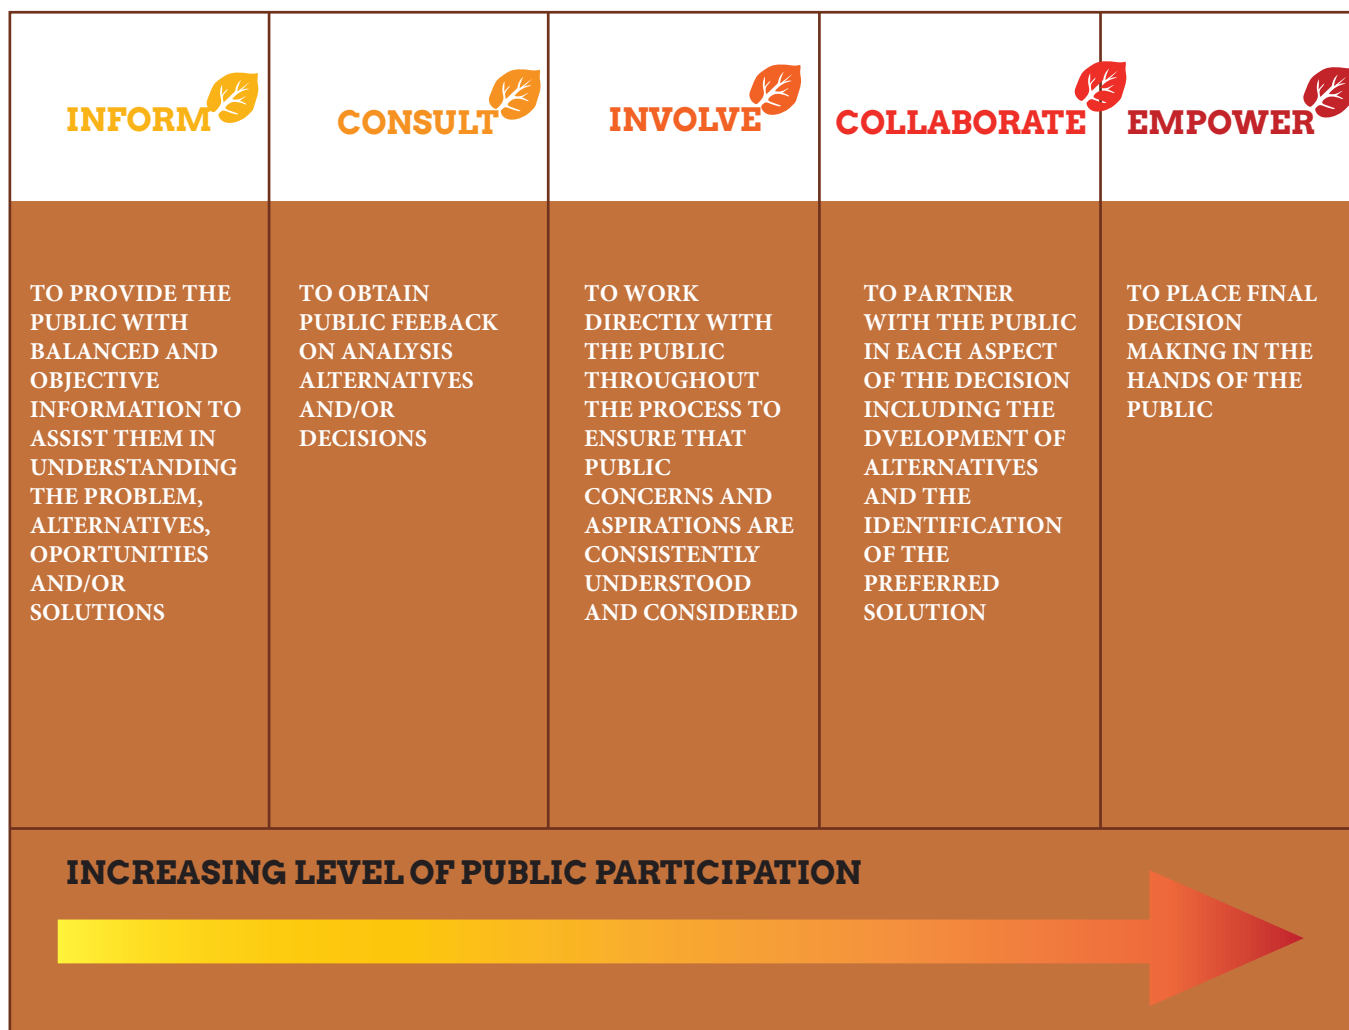 INFORM
CONSULT
INVOLVE
COLLABORATE
EMPOWER
TO PROVIDE THE
PUBLIC WITH
BALANCED AND
OBJECTIVE
INFORMATION TO
ASSIST THEM IN
UNDERSTANDING
THE PROBLEM,
ALTERNATIVES,
OPORTUNITIES
AND/OR
SOLUTIONS
TO OBTAIN
PUBLIC FEEBACK
ON ANALYSIS
ALTERNATIVES
AND/OR
DECISIONS
TO WORK
DIRECTLY WITH
THE PUBLIC
THROUGHOUT
THE PROCESS TO
ENSURE THAT
PUBLIC
CONCERNS AND
ASPIRATIONS ARE
CONSISTENTLY
UNDERSTOOD
AND CONSIDERED
TO PARTNER
WITH THE PUBLIC
IN EACH ASPECT
OF THE DECISION
INCLUDING THE
DVELOPMENT OF
ALTERNATIVES
AND THE
IDENTIFICATION
OF THE
PREFERRED
SOLUTION
TO PLACE FINAL
DECISION
MAKING IN THE
HANDS OF THE
PUBLIC
INCREASING LEVEL OF PUBLIC PARTICIPATION